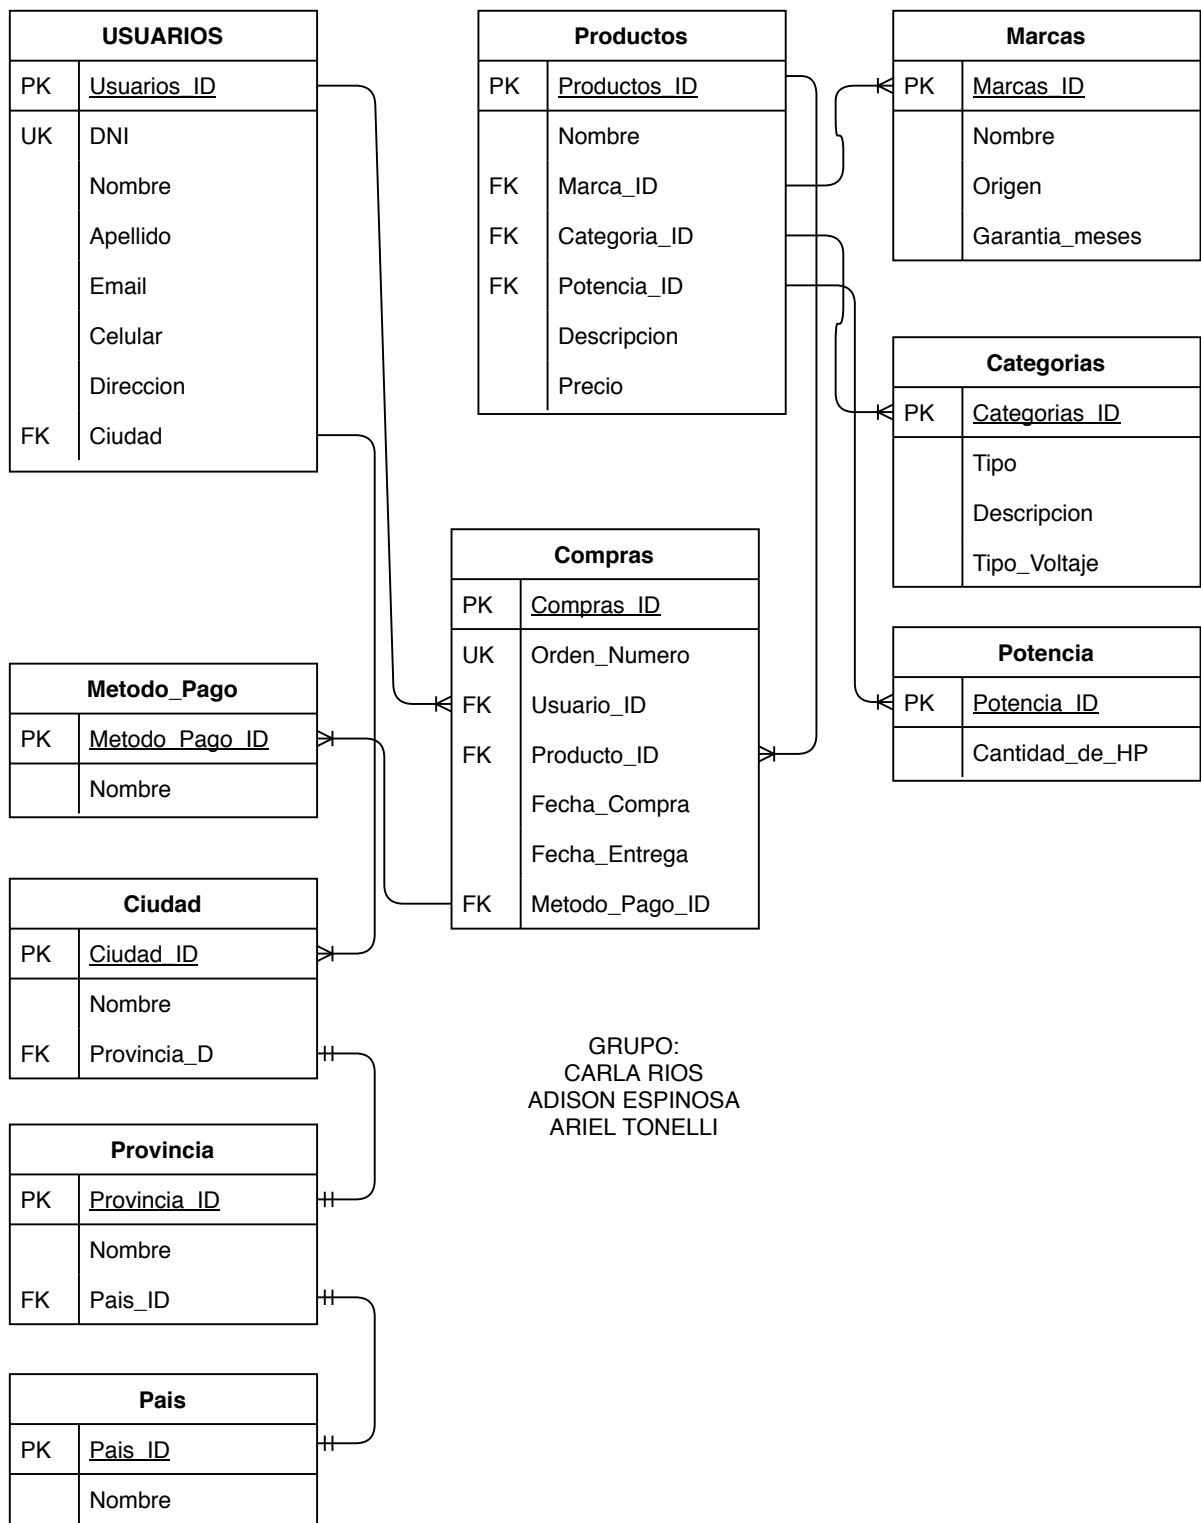 USUARIOS
PK Usuarios_ID
UK DNI
Nombre
Apellido
Email
Celular
Direccion
FK Ciudad
Productos
PK Productos_ID
Nombre
FK Marca_ID
FK Categoria_ID
FK Potencia_ID
Descripcion
Precio
Marcas
PK Marcas_ID
Nombre
Origen
Garantia_meses
Categorias
PK Categorias_ID
Tipo
Descripcion
Tipo_Voltaje
Compras
PK Compras_ID
UK Orden_Numero
FK Usuario_ID
FK Producto_ID
Fecha_Compra
Fecha_Entrega
FK Metodo_Pago_ID
Potencia
PK Potencia_ID
Cantidad_de_HP
Metodo_Pago
PK Metodo_Pago_ID
Nombre
Ciudad
PK Ciudad_ID
Nombre
FK Provincia_D
GRUPO:
CARLA RIOS
ADISON ESPINOSA
ARIEL TONELLI
Provincia
PK Provincia_ID
Nombre
FK Pais_ID
Pais
PK Pais_ID
Nombre